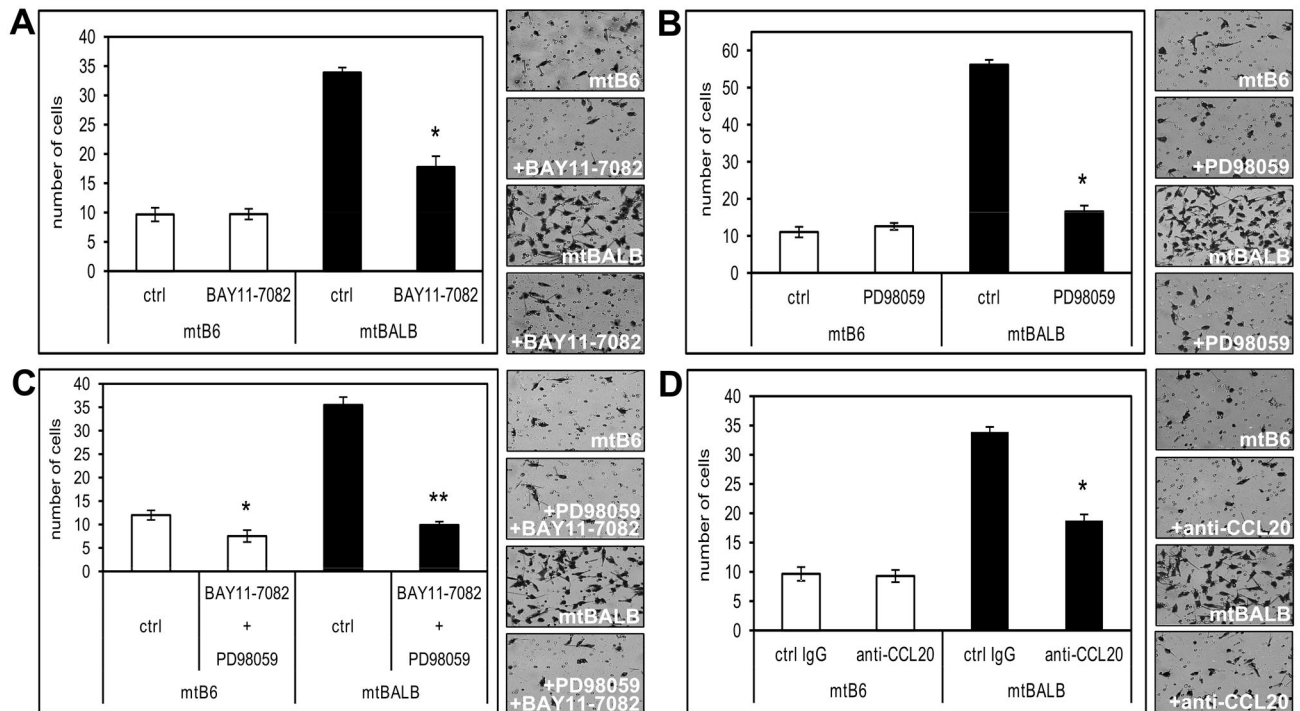 A
number of cells
40
35
30
25
20
15
10
5
0
*
ctrl BAY11-7082 ctrl BAY11-7082
mtB6 mtBALB
mtB6
+BAY11-7082
mtBALB
+BAY11-7082
B
number of cells
60
50
40
30
20
10
0
*
ctrl PD98059 ctrl PD98059
mtB6 mtBALB
mtB6
+PD98059
mtBALB
+PD98059
C
number of cells
40
35
30
25
20
15
10
5
0
* **
BAY11-7082 BAY11-7082
ctrl + ctrl +
PD98059 PD98059
mtB6 mtBALB
mtB6
+PD98059
+BAY11-7082
mtBALB
+PD98059
+BAY11-7082
D
number of cells
40
35
30
25
20
15
10
5
0
*
ctrl IgG anti-CCL20 ctrl IgG anti-CCL20
mtB6 mtBALB
mtB6
+anti-CCL20
mtBALB
+anti-CCL20